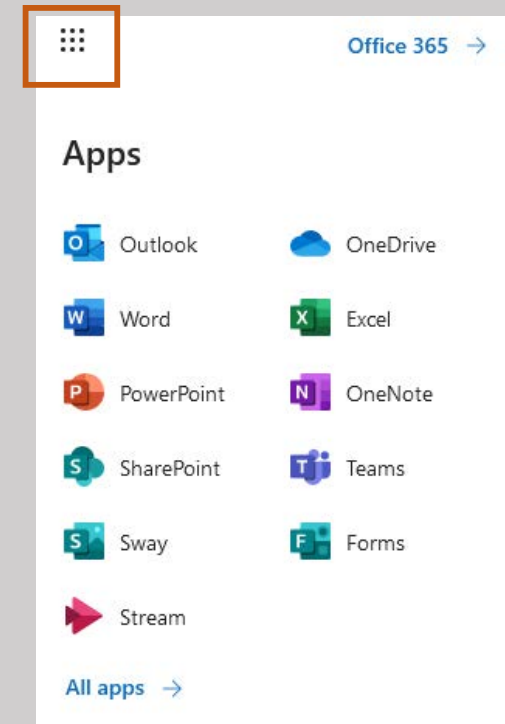 Office 365 →
Apps
Outlook OneDrive
Word Excel
PowerPoint OneNote
SharePoint Teams
Sway Forms
Stream
All apps →